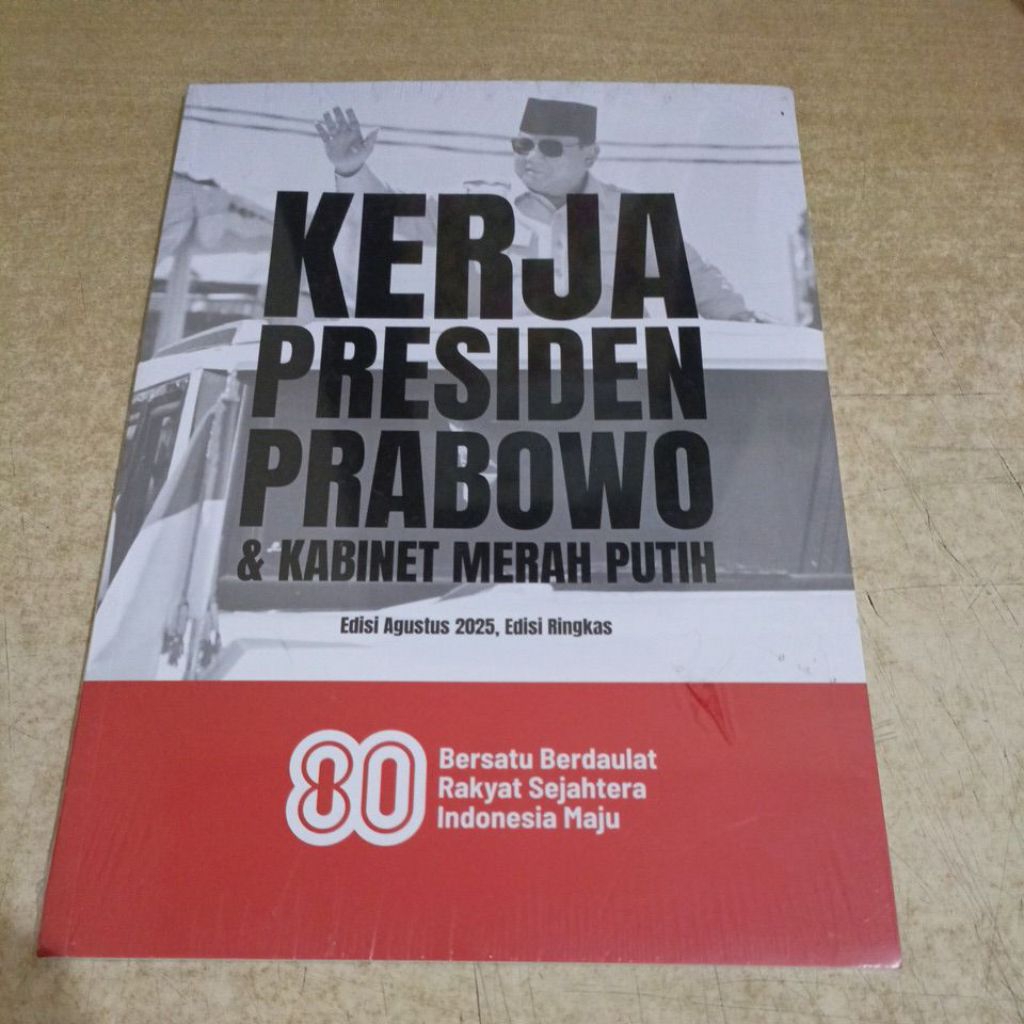 KERJA
PRESIDEN
PRABOWO
& KABINET MERAH PUTIH
Edisi Agustus 2025, Edisi Ringkas
80
Bersatu Berdaulat
Rakyat Sejahtera
Indonesia Maju